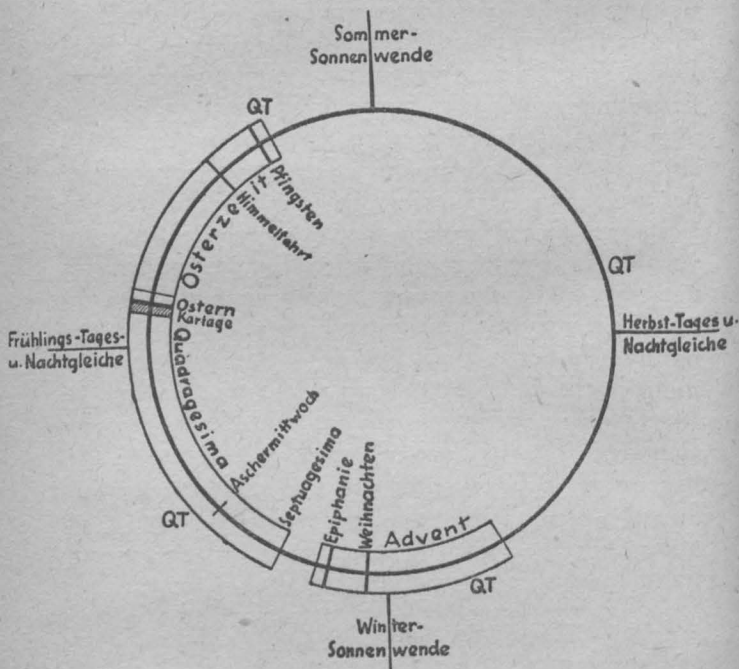 Sommer-
Sonnenwende
QT
Pfingsten
Himmelfahrt
Osterzeit
QT
Ostern
Kartage
Herbst-Tages u.
Nachtgleiche
Frühlings-Tages-
u. Nachtgleiche
Quadragesima
Aschermittwoch
Septuagesima
Epiphanie
Weihnachten
Advent
QT
QT
Winter-
Sonnenwende